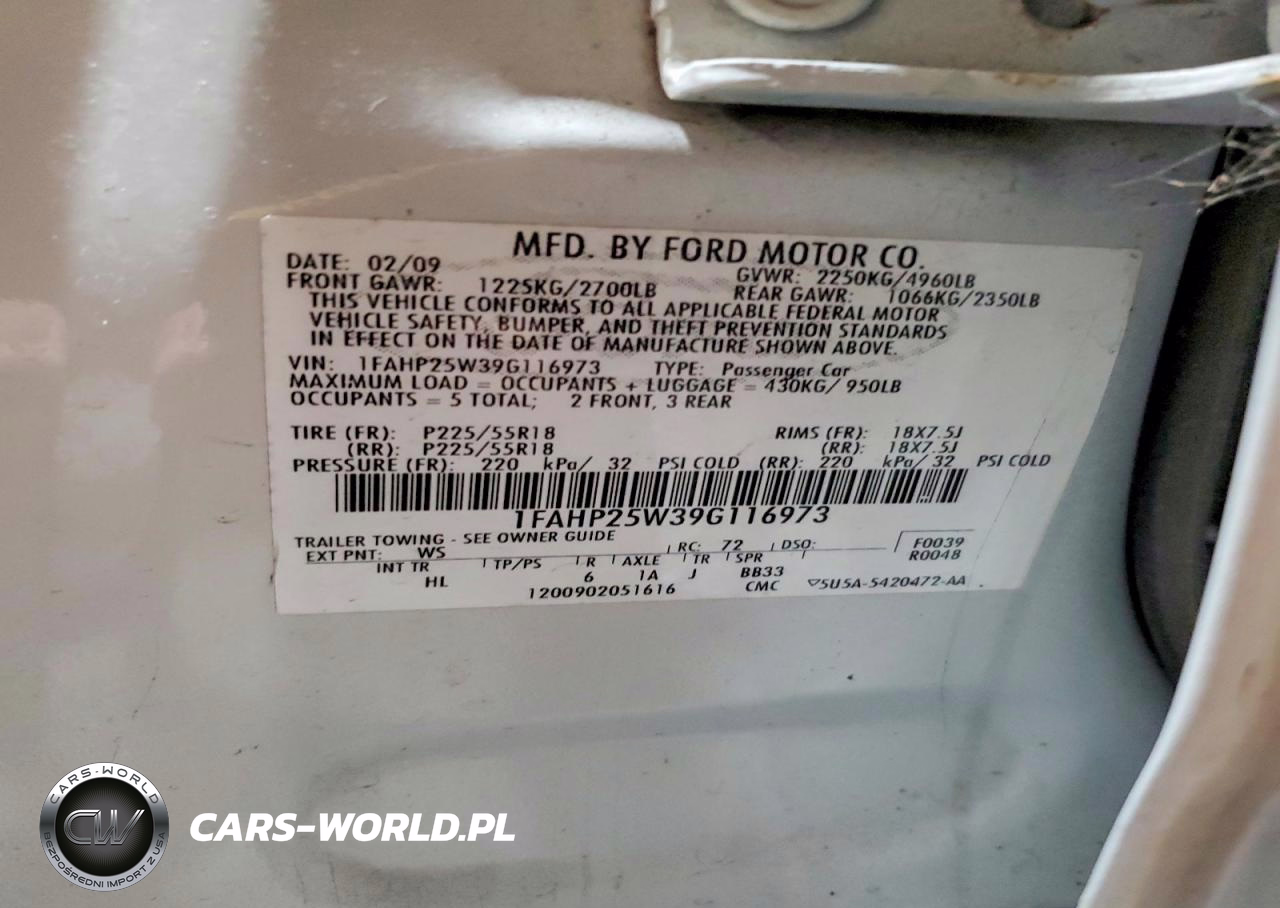 MFD. BY FORD MOTOR CO.
DATE: 02/09 GVWR: 2250KG/4960LB
FRONT GAWR: 1225KG/2700LB REAR GAWR: 1066KG/2350LB
THIS VEHICLE CONFORMS TO ALL APPLICABLE FEDERAL MOTOR
VEHICLE SAFETY, BUMPER, AND THEFT PREVENTION STANDARDS
IN EFFECT ON THE DATE OF MANUFACTURE SHOWN ABOVE.
VIN: 1FAHP25W39G116973 TYPE: Passenger Car
MAXIMUM LOAD = OCCUPANTS + LUGGAGE = 430KG/ 950LB
OCCUPANTS = 5 TOTAL; 2 FRONT, 3 REAR
TIRE (FR): P225/55R18 RIMS (FR): 18X7.5J
(RR): P225/55R18 (RR): 18X7.5J
PRESSURE (FR): 220 kPa/ 32 PSI COLD (RR): 220 kPa/ 32 PSI COLD
1FAHP25W39G116973
TRAILER TOWING - SEE OWNER GUIDE
EXT PNT: WS RC: 72 DSO: F0039
R0048
INT TR TP/PS R AXLE TR SPR
HL 6 1A J BB33
1200902051616 CMC ▽5U5A-5420472-AA
CARS-WORLD
CW
BEZPOŚREDNI IMPORT Z USA
CARS-WORLD.PL